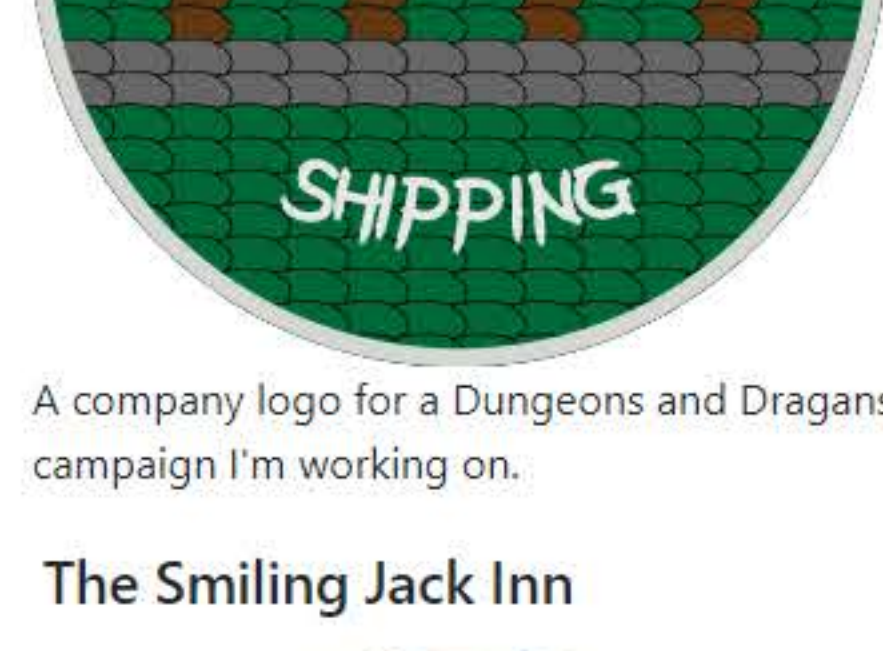 SHIPPING
A company logo for a Dungeons and Dragans
campaign I'm working on.
The Smiling Jack Inn